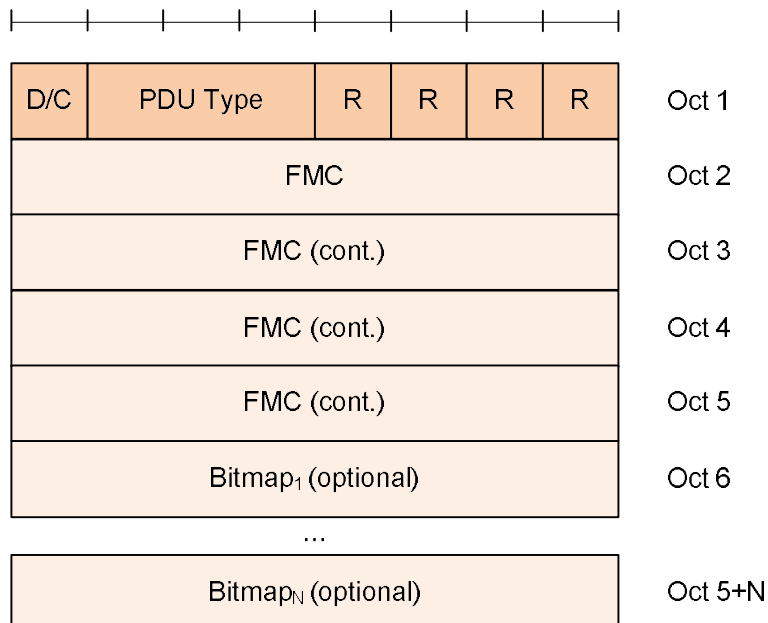 D/C PDU Type R R R R Oct 1
FMC Oct 2
FMC (cont.) Oct 3
FMC (cont.) Oct 4
FMC (cont.) Oct 5
Bitmap₁ (optional) Oct 6
...
Bitmap_N (optional) Oct 5+N